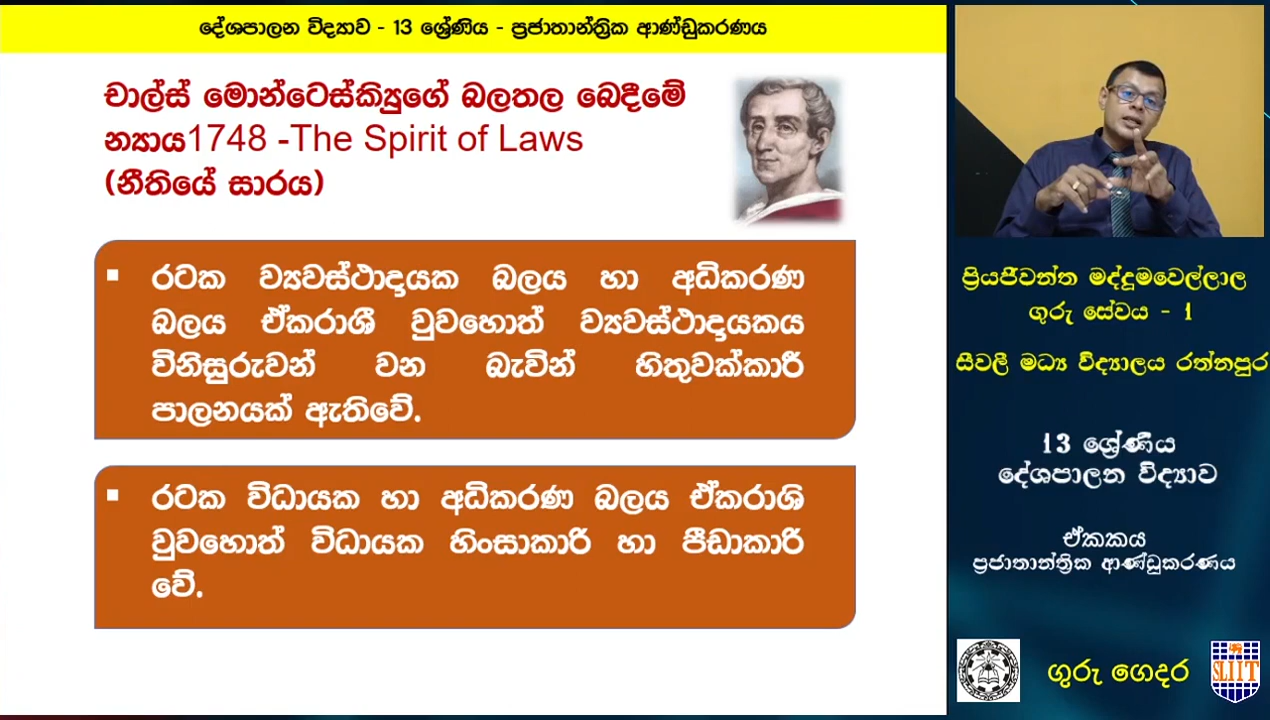 දේශපාලන විද්‍යාව - 13 ශ්‍රේණිය - ප්‍රජාතාන්ත්‍රික ආණ්ඩුකරණය
චාල්ස් මොන්ටෙස්කියුගේ බලතල බෙදීමේ
න්‍යාය1748 -The Spirit of Laws
(නීතියේ සාරය)
▪ රටක ව්‍යවස්ථාදායක බලය හා අධිකරණ
බලය ඒකරාශී වුවහොත් ව්‍යවස්ථාදායකය
විනිසුරුවන් වන බැවින් හිතුවක්කාරී
පාලනයක් ඇතිවේ.
▪ රටක විධායක හා අධිකරණ බලය ඒකරාශි
වුවහොත් විධායක හිංසාකාරී හා පීඩාකාරි
වේ.
ප්‍රියජීවන්ත මද්දුමවෙල්ලාල
ගුරු සේවය - 1
සීවලී මධ්‍ය විද්‍යාලය රත්නපුර
13 ශ්‍රේණිය
දේශපාලන විද්‍යාව
ඒකකය
ප්‍රජාතාන්ත්‍රික ආණ්ඩුකරණය
ගුරු ගෙදර
SLIIT